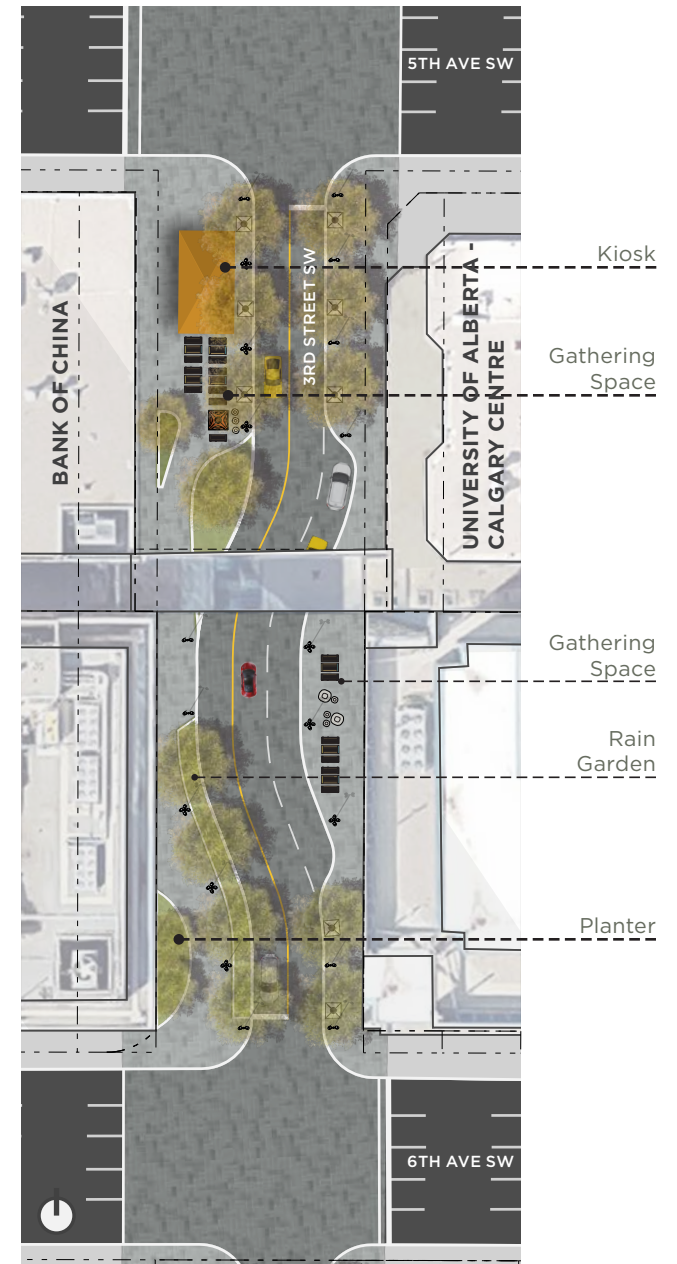 5TH AVE SW
Kiosk
3RD STREET SW
BANK OF CHINA
UNIVERSITY OF ALBERTA -
CALGARY CENTRE
Gathering
Space
Gathering
Space
Rain
Garden
Planter
6TH AVE SW